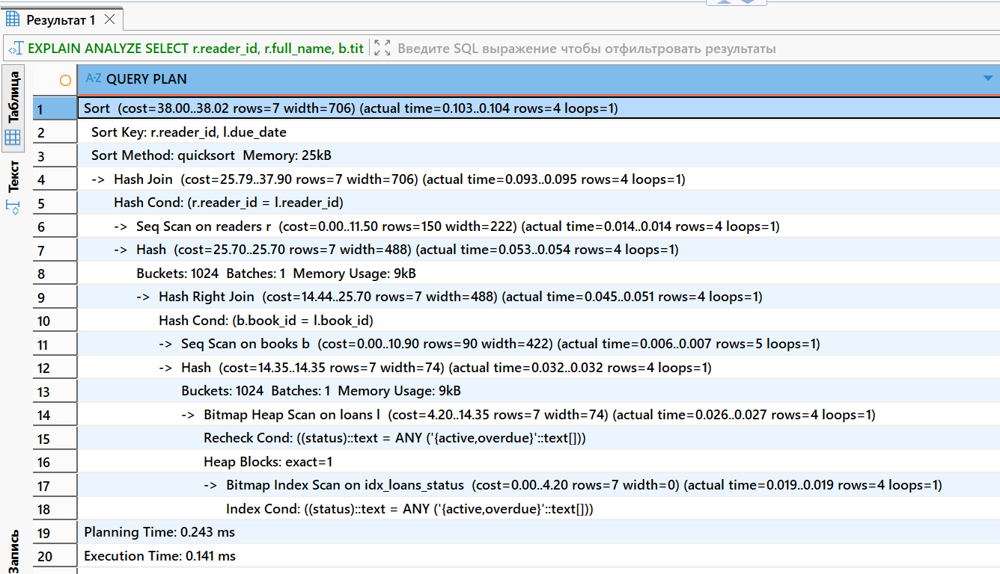 Результат 1
EXPLAIN ANALYZE SELECT r.reader_id, r.full_name, b.tit Введите SQL выражение чтобы отфильтровать результаты
Таблица
Текст
Запись
A-Z QUERY PLAN
1 Sort (cost=38.00..38.02 rows=7 width=706) (actual time=0.103..0.104 rows=4 loops=1)
2 Sort Key: r.reader_id, l.due_date
3 Sort Method: quicksort Memory: 25kB
4 -> Hash Join (cost=25.79..37.90 rows=7 width=706) (actual time=0.093..0.095 rows=4 loops=1)
5 Hash Cond: (r.reader_id = l.reader_id)
6 -> Seq Scan on readers r (cost=0.00..11.50 rows=150 width=222) (actual time=0.014..0.014 rows=4 loops=1)
7 -> Hash (cost=25.70..25.70 rows=7 width=488) (actual time=0.053..0.054 rows=4 loops=1)
8 Buckets: 1024 Batches: 1 Memory Usage: 9kB
9 -> Hash Right Join (cost=14.44..25.70 rows=7 width=488) (actual time=0.045..0.051 rows=4 loops=1)
10 Hash Cond: (b.book_id = l.book_id)
11 -> Seq Scan on books b (cost=0.00..10.90 rows=90 width=422) (actual time=0.006..0.007 rows=5 loops=1)
12 -> Hash (cost=14.35..14.35 rows=7 width=74) (actual time=0.032..0.032 rows=4 loops=1)
13 Buckets: 1024 Batches: 1 Memory Usage: 9kB
14 -> Bitmap Heap Scan on loans l (cost=4.20..14.35 rows=7 width=74) (actual time=0.026..0.027 rows=4 loops=1)
15 Recheck Cond: ((status)::text = ANY ('{active,overdue}'::text[]))
16 Heap Blocks: exact=1
17 -> Bitmap Index Scan on idx_loans_status (cost=0.00..4.20 rows=7 width=0) (actual time=0.019..0.019 rows=4 loops=1)
18 Index Cond: ((status)::text = ANY ('{active,overdue}'::text[]))
19 Planning Time: 0.243 ms
20 Execution Time: 0.141 ms